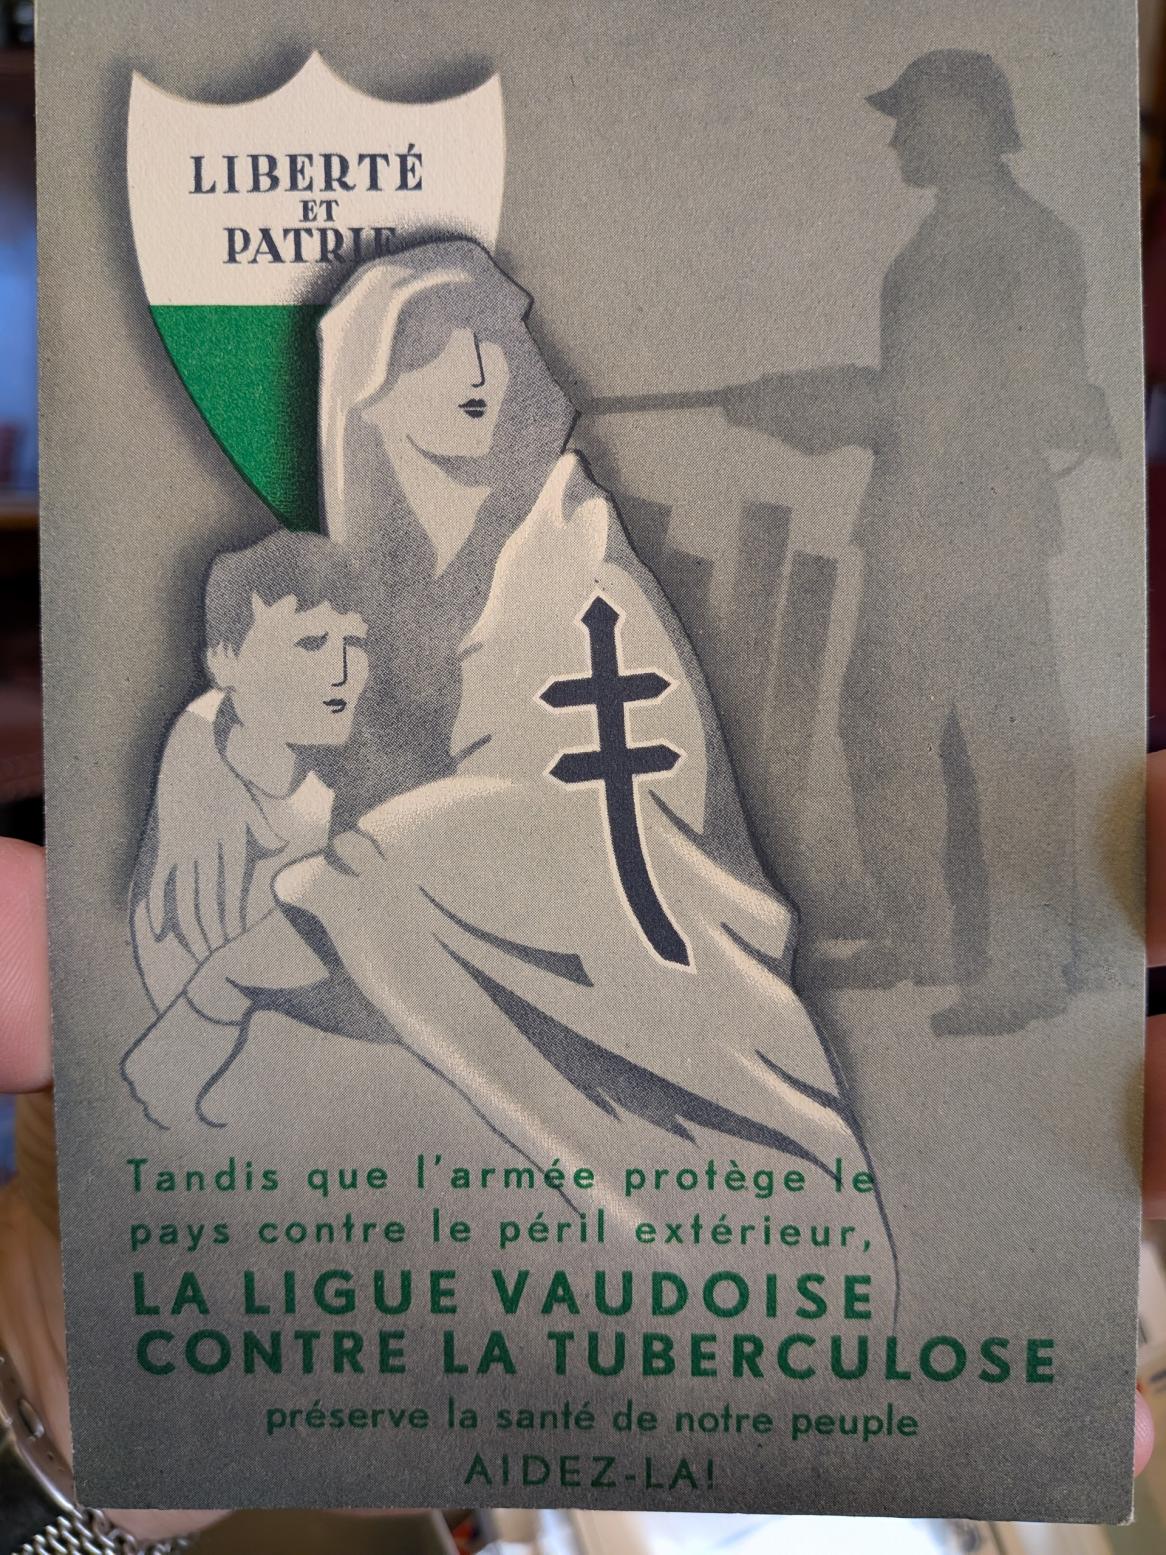 LIBERTÉ
ET
PATRIE
Tandis que l'armée protège le
pays contre le péril extérieur,
LA LIGUE VAUDOISE
CONTRE LA TUBERCULOSE
préserve la santé de notre peuple
AIDEZ-LA!